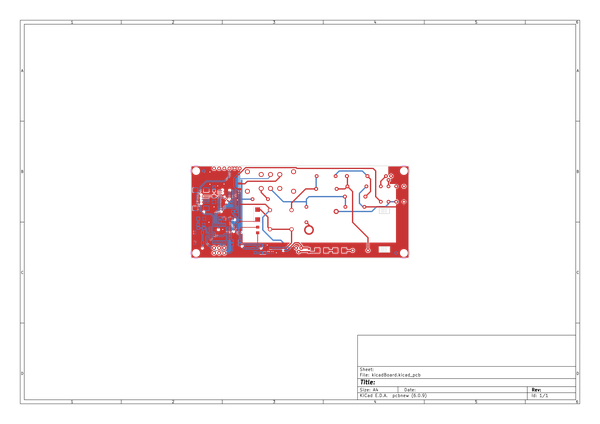 1 2 3 4 5 6
A A
B B
C C
D D
Sheet:
File: kicadBoard.kicad_pcb
Title:
Size: A4 Date: Rev:
KiCad E.D.A. pcbnew (6.0.9) Id: 1/1
1 2 3 4 5 6